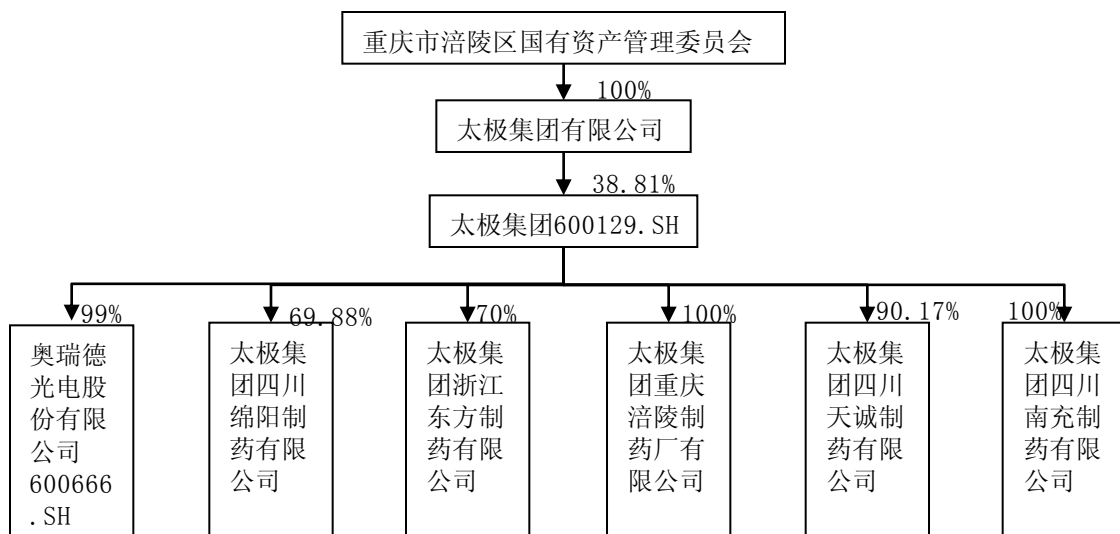 重庆市涪陵区国有资产管理委员会
100%
太极集团有限公司
38.81%
太极集团600129.SH
99%
69.88%
70%
100%
90.17%
100%
奥瑞德
光电股
份有限
公司
600666
.SH
太极集
团四川
绵阳制
药有限
公司
太极集
团浙江
东方制
药有限
公司
太极集
团重庆
涪陵制
药厂有
限公司
太极集
团四川
天诚制
药有限
公司
太极集
团四川
南充制
药有限
公司